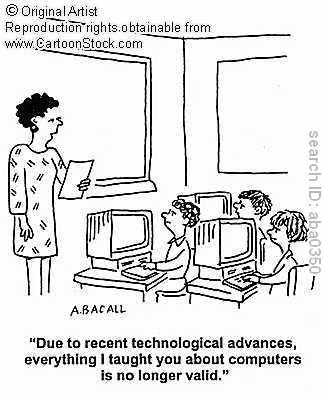 © Original Artist
Reproduction rights obtainable from
www.CartoonStock.com
search ID: aba0350
A.BACALL
"Due to recent technological advances,
everything I taught you about computers
is no longer valid."